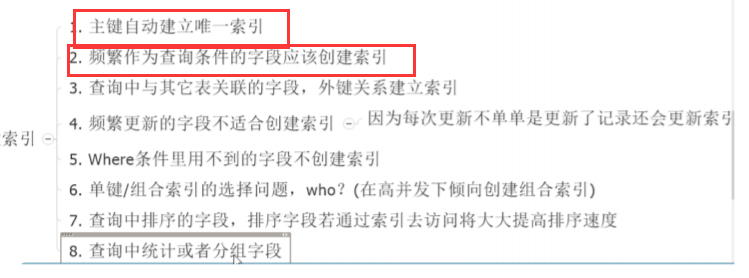 1. 主键自动建立唯一索引
2. 频繁作为查询条件的字段应该创建索引
3. 查询中与其它表关联的字段，外键关系建立索引
4. 频繁更新的字段不适合创建索引 因为每次更新不单单是更新了记录还会更新索引
索引
5. Where条件里用不到的字段不创建索引
6. 单键/组合索引的选择问题，who？(在高并发下倾向创建组合索引)
7. 查询中排序的字段，排序字段若通过索引去访问将大大提高排序速度
8. 查询中统计或者分组字段